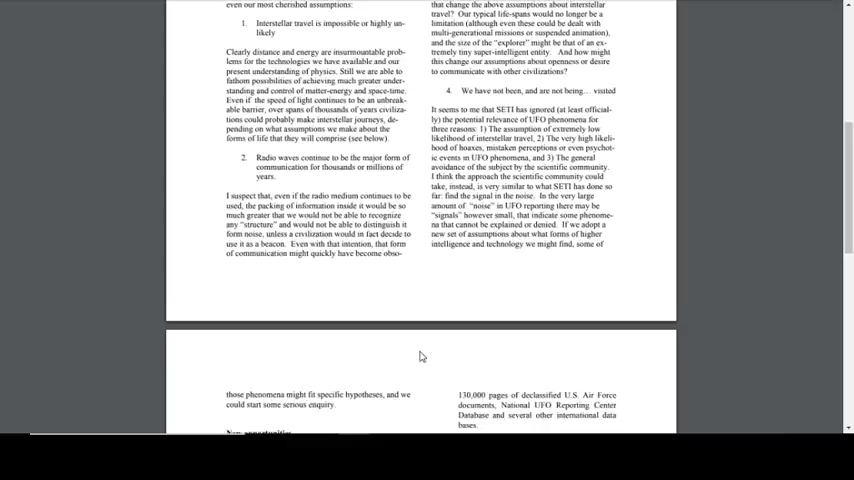 even our most cherished assumptions:
1. Interstellar travel is impossible or highly un-
likely
Clearly distance and energy are insurmountable prob-
lems for the technologies we have available and our
present understanding of physics. Still we are able to
fathom possibilities of achieving much greater under-
standing and control of matter-energy and space-time.
Even if the speed of light continues to be an unbreak-
able barrier, over spans of thousands of years civiliza-
tions could probably make interstellar journeys, de-
pending on what assumptions we make about the
forms of life that they will comprise (see below).
2. Radio waves continue to be the major form of
communication for thousands or millions of
years.
I suspect that, even if the radio medium continues to be
used, the packing of information inside it would be so
much greater that we would not be able to recognize
any “structure” and would not be able to distinguish it
form noise, unless a civilization would in fact decide to
use it as a beacon. Even with that intention, that form
of communication might quickly have become obso-
that change the above assumptions about interstellar
travel? Our typical life-spans would no longer be a
limitation (although even these could be dealt with
multi-generational missions or suspended animation),
and the size of the “explorer” might be that of an ex-
tremely tiny super-intelligent entity. And how might
this change our assumptions about openness or desire
to communicate with other civilizations?
4. We have not been, and are not being… visited
It seems to me that SETI has ignored (at least official-
ly) the potential relevance of UFO phenomena for
three reasons: 1) The assumption of extremely low
likelihood of interstellar travel, 2) The very high likeli-
hood of hoaxes, mistaken perceptions or even psychot-
ic events in UFO phenomena, and 3) The general
avoidance of the subject by the scientific community.
I think the approach the scientific community could
take, instead, is very similar to what SETI has done so
far: find the signal in the noise. In the very large
amount of “noise” in UFO reporting there may be
“signals” however small, that indicate some phenome-
na that cannot be explained or denied. If we adopt a
new set of assumptions about what forms of higher
intelligence and technology we might find, some of
those phenomena might fit specific hypotheses, and we
could start some serious enquiry.
New opportunities
130,000 pages of declassified U.S. Air Force
documents, National UFO Reporting Center
Database and several other international data
bases.